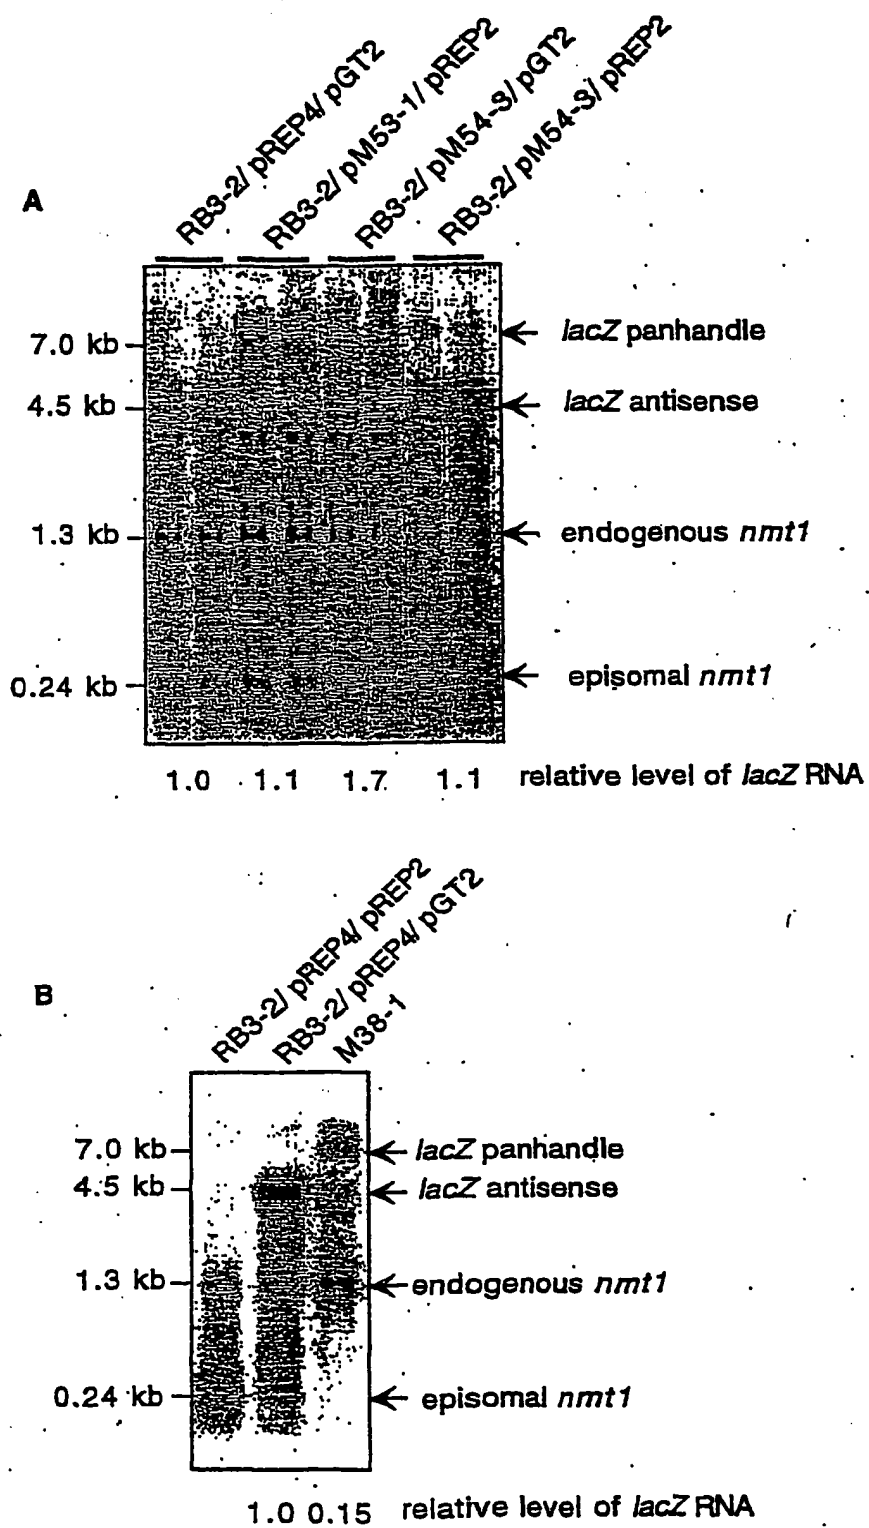 A
RB3-2/ pREP4/ pGT2
RB3-2/ pM53-1/ pREP2
RB3-2/ pM54-3/ pGT2
RB3-2/ pM54-3/ pREP2
7.0 kb
lacZ panhandle
4.5 kb
lacZ antisense
1.3 kb
endogenous nmt1
0.24 kb
episomal nmt1
1.0 1.1 1.7 1.1 relative level of lacZ RNA
B
RB3-2/ pREP4/ pREP2
RB3-2/ pREP4/ pGT2
M38-1
7.0 kb
lacZ panhandle
4.5 kb
lacZ antisense
1.3 kb
endogenous nmt1
0.24 kb
episomal nmt1
1.0 0.15 relative level of lacZ RNA